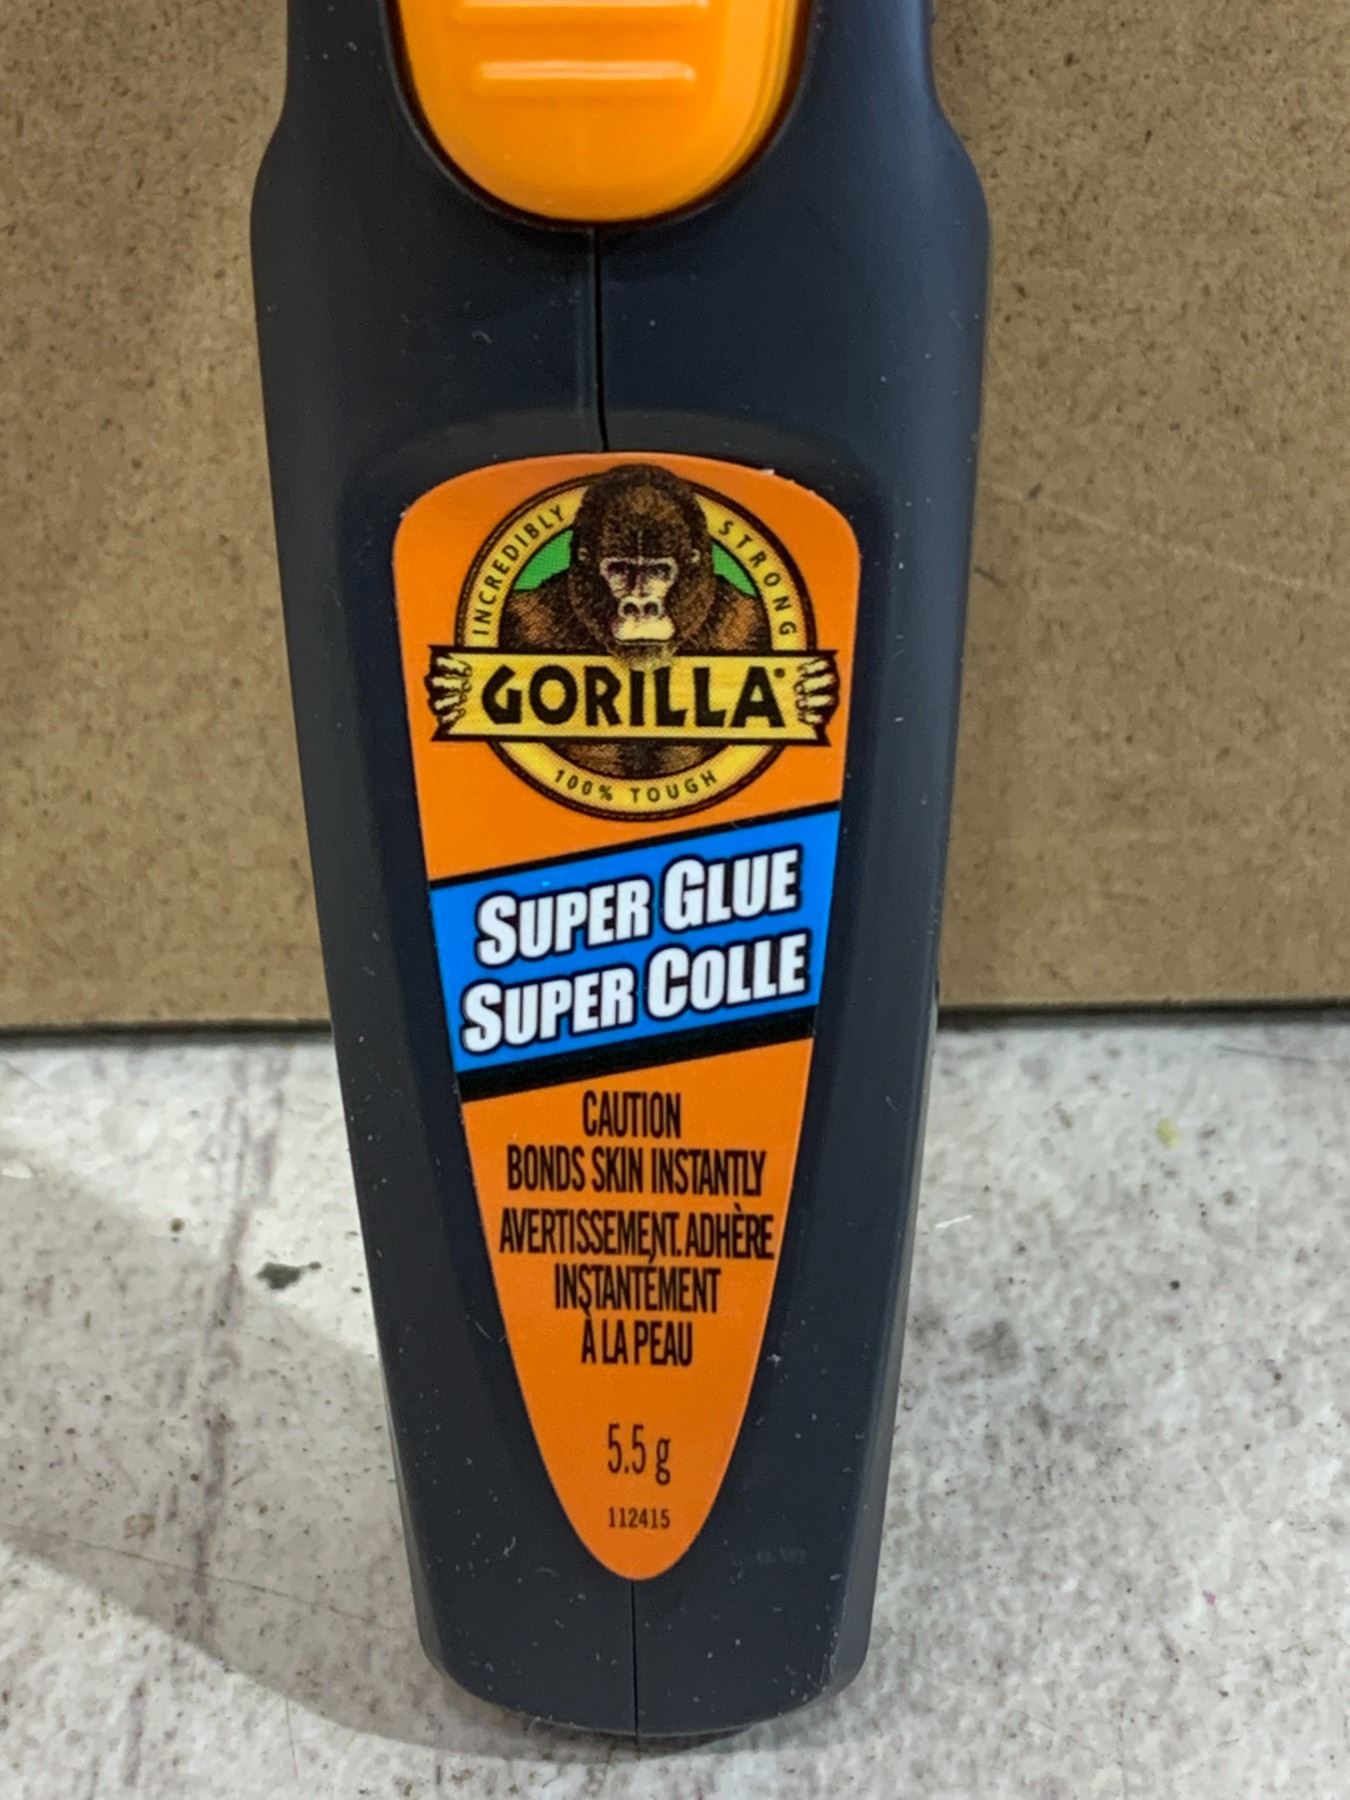 INCREDIBLY STRONG
GORILLA®
100% TOUGH
SUPER GLUE
SUPER COLLE
CAUTION
BONDS SKIN INSTANTLY
AVERTISSEMENT. ADHÈRE
INSTANTÉMENT
À LA PEAU
5.5 g
112415